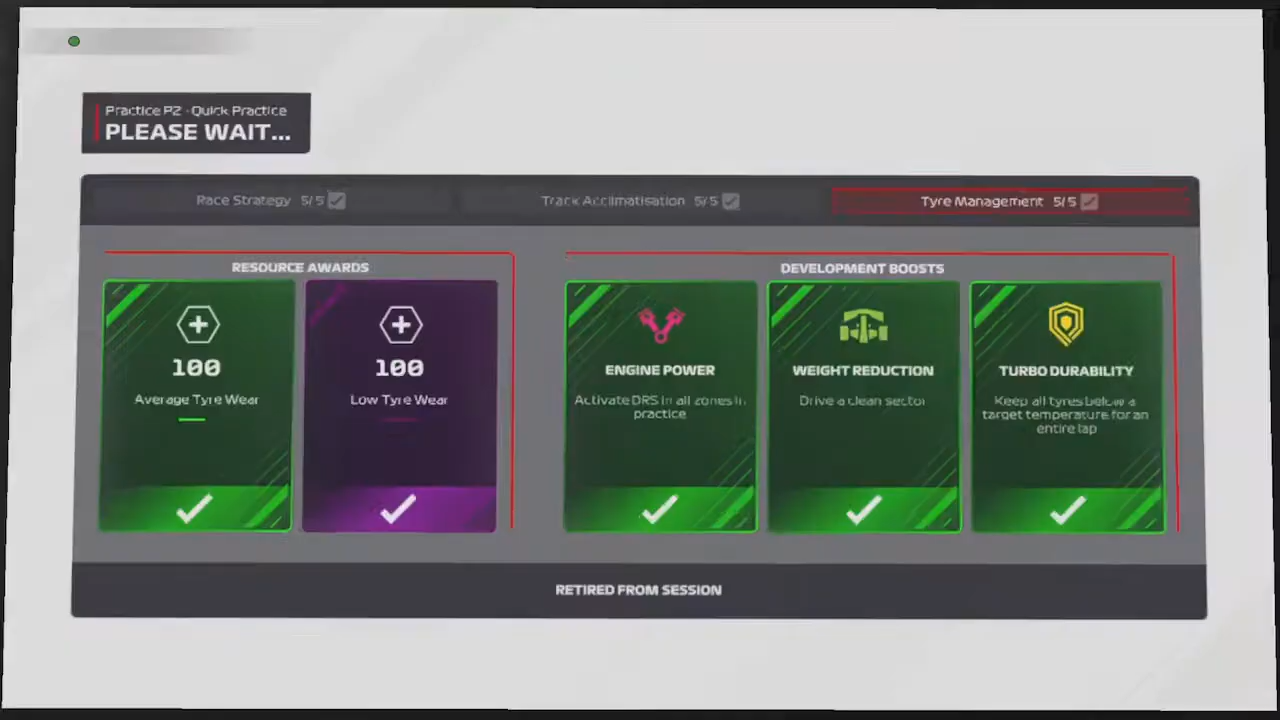 Practice P2 - Quick Practice
PLEASE WAIT...
Race Strategy 5/5
Track Acclimatisation 5/5
Tyre Management 5/5
RESOURCE AWARDS
DEVELOPMENT BOOSTS
100
Average Tyre Wear
100
Low Tyre Wear
ENGINE POWER
Activate DRS in all zones in
practice
WEIGHT REDUCTION
Drive a clean sector
TURBO DURABILITY
Keep all tyres below a
target temperature for an
entire lap
RETIRED FROM SESSION